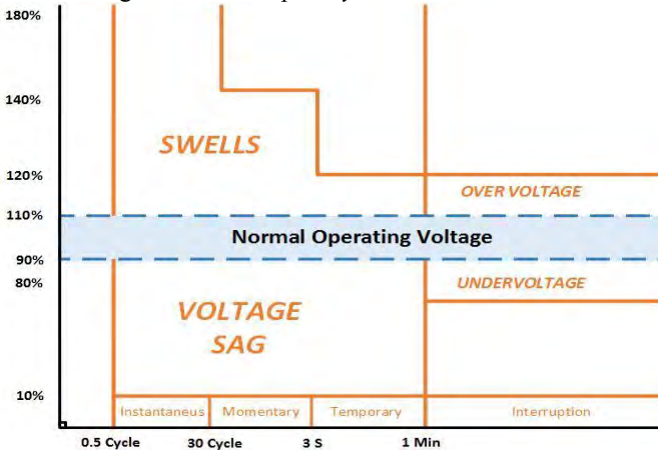 180%
140%
SWELLS
120%
OVER VOLTAGE
110%
Normal Operating Voltage
90%
80%
UNDERVOLTAGE
VOLTAGE
SAG
10%
Instantaneus Momentary Temporary Interruption
0.5 Cycle 30 Cycle 3 S 1 Min